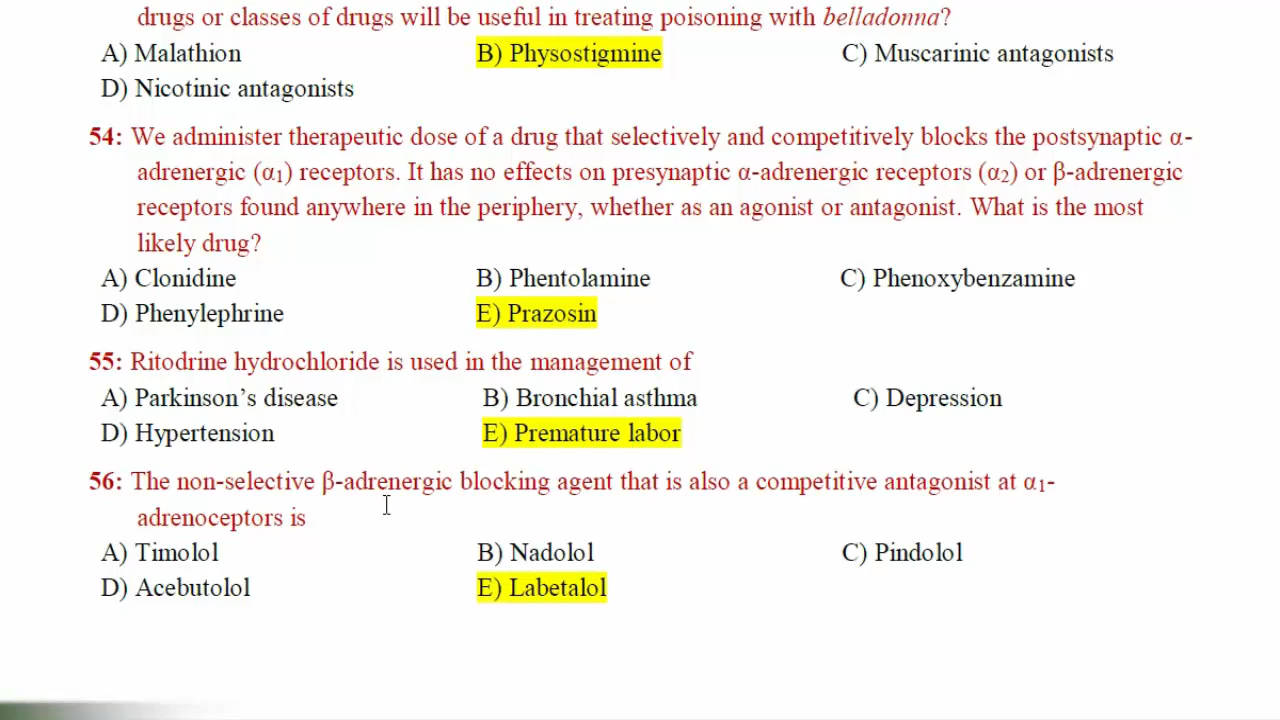 drugs or classes of drugs will be useful in treating poisoning with belladonna?
A) Malathion B) Physostigmine C) Muscarinic antagonists
D) Nicotinic antagonists
54: We administer therapeutic dose of a drug that selectively and competitively blocks the postsynaptic α-
adrenergic (α₁) receptors. It has no effects on presynaptic α-adrenergic receptors (α₂) or β-adrenergic
receptors found anywhere in the periphery, whether as an agonist or antagonist. What is the most
likely drug?
A) Clonidine B) Phentolamine C) Phenoxybenzamine
D) Phenylephrine E) Prazosin
55: Ritodrine hydrochloride is used in the management of
A) Parkinson’s disease B) Bronchial asthma C) Depression
D) Hypertension E) Premature labor
56: The non-selective β-adrenergic blocking agent that is also a competitive antagonist at α₁-
adrenoceptors is
A) Timolol B) Nadolol C) Pindolol
D) Acebutolol E) Labetalol